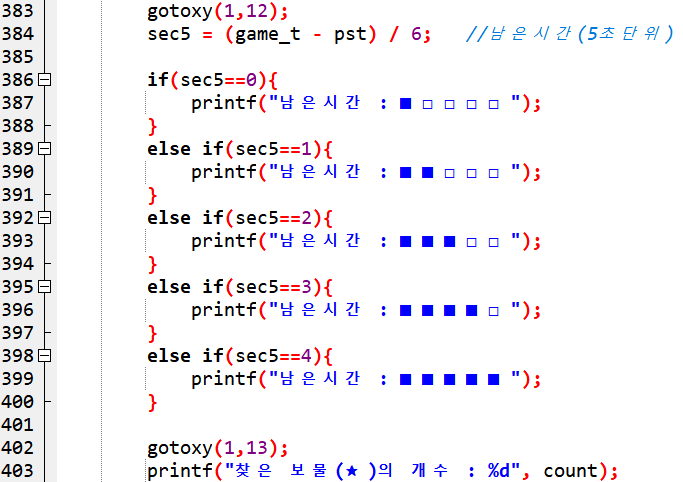 383 gotoxy(1,12);
384 sec5 = (game_t - pst) / 6; //남은시간(5초단위)
385
386 if(sec5==0){
387 printf("남은시간 : ■ □ □ □ □ ");
388 }
389 else if(sec5==1){
390 printf("남은시간 : ■ ■ □ □ □ ");
391 }
392 else if(sec5==2){
393 printf("남은시간 : ■ ■ ■ □ □ ");
394 }
395 else if(sec5==3){
396 printf("남은시간 : ■ ■ ■ ■ □ ");
397 }
398 else if(sec5==4){
399 printf("남은시간 : ■ ■ ■ ■ ■ ");
400 }
401
402 gotoxy(1,13);
403 printf("찾은 보물(★ )의 개수 : %d", count);